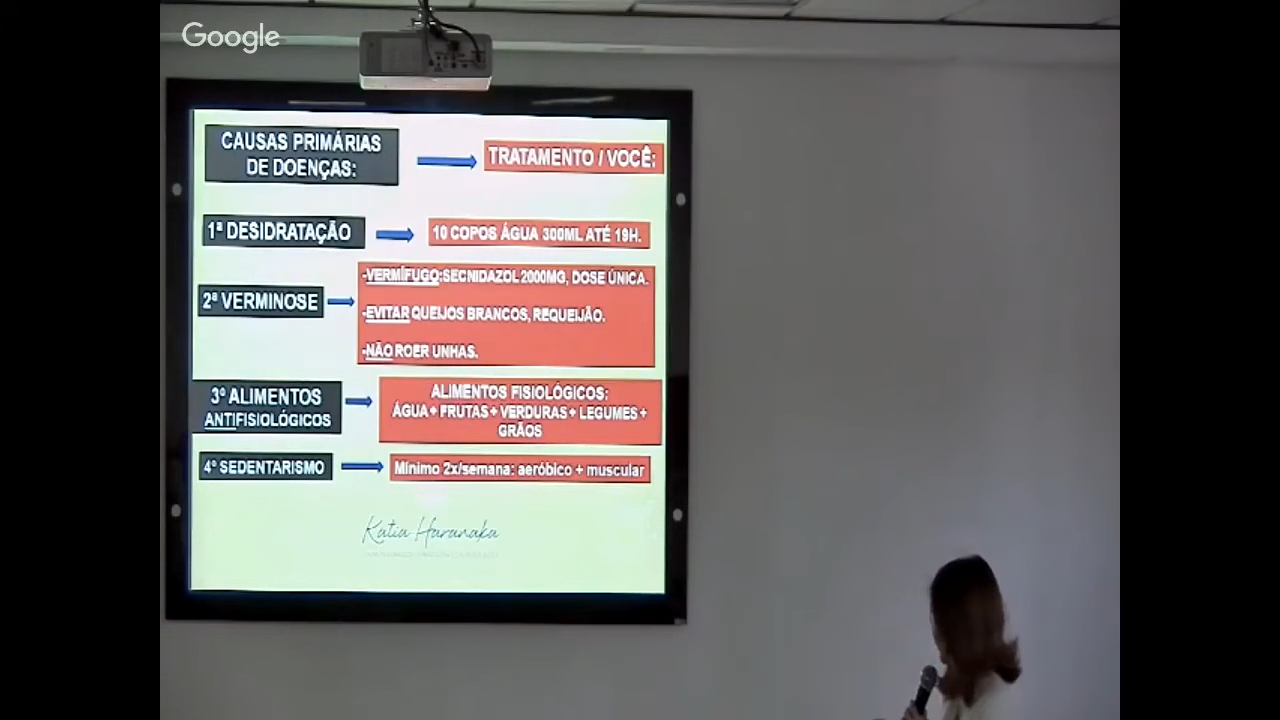 Google
CAUSAS PRIMÁRIAS
DE DOENÇAS:
TRATAMENTO / VOCÊ:
1ª DESIDRATAÇÃO
10 COPOS ÁGUA 300ML ATÉ 19H.
2ª VERMINOSE
-VERMÍFUGO:SECNIDAZOL 2000MG, DOSE ÚNICA.
-EVITAR QUEIJOS BRANCOS, REQUEIJÃO.
-NÃO ROER UNHAS.
3º ALIMENTOS
ANTIFISIOLÓGICOS
ALIMENTOS FISIOLÓGICOS:
ÁGUA + FRUTAS + VERDURAS + LEGUMES +
GRÃOS
4º SEDENTARISMO
Mínimo 2x/semana: aeróbico + muscular
Katia Haranaka